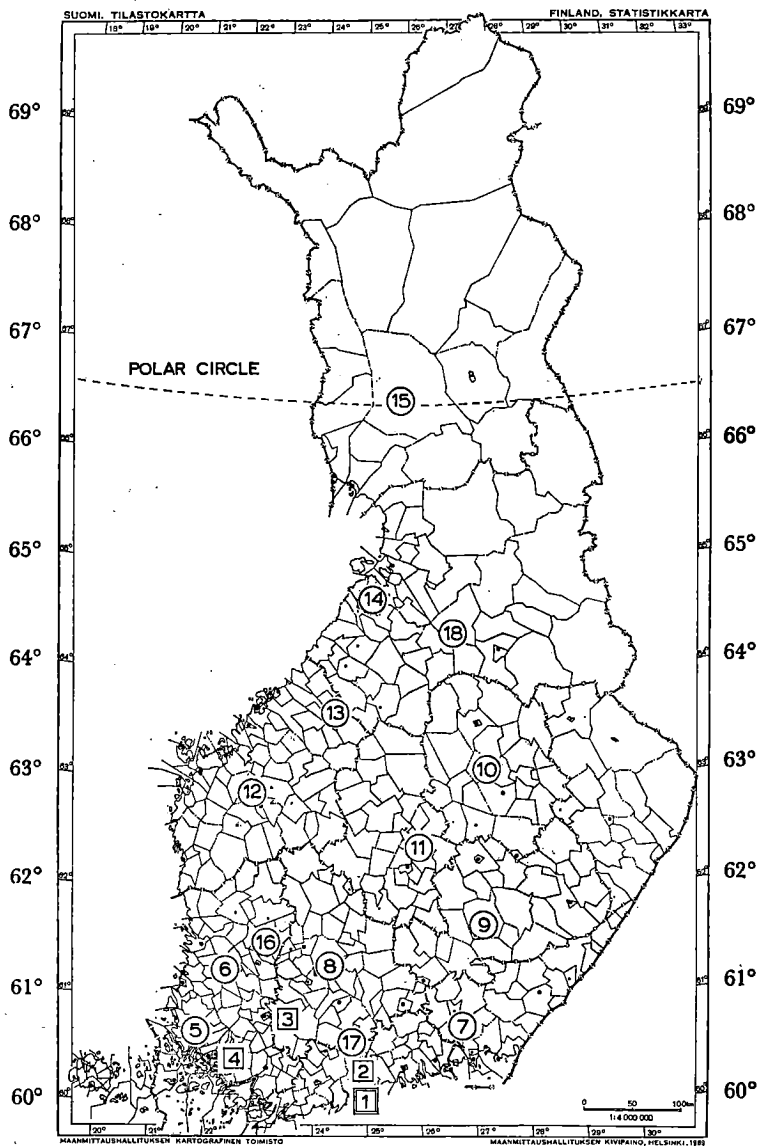 SUOMI. TILASTOKARTTA
FINLAND. STATISTIKKARTA
18° 19° 20° 21° 22° 23° 24° 25° 26° 27° 28° 29° 30° 31° 32° 33°
69° 69°
68° 68°
67° 67°
POLAR CIRCLE
15
66° 66°
65° 65°
14
18
64° 64°
13
63° 10 63°
12
11
62° 62°
9
16
6 8
61° 61°
3
5 7
17
4
2
60° 1 60°
0 50 100km
1:4 000 000
20° 21° 22° 23° 24° 25° 26° 27° 28° 29° 30°
MAANMITTAUSHALLITUKSEN KARTOGRAFINEN TOIMISTO
MAANMITTAUSHALLITUKSEN KIVIPAINO, HELSINKI.